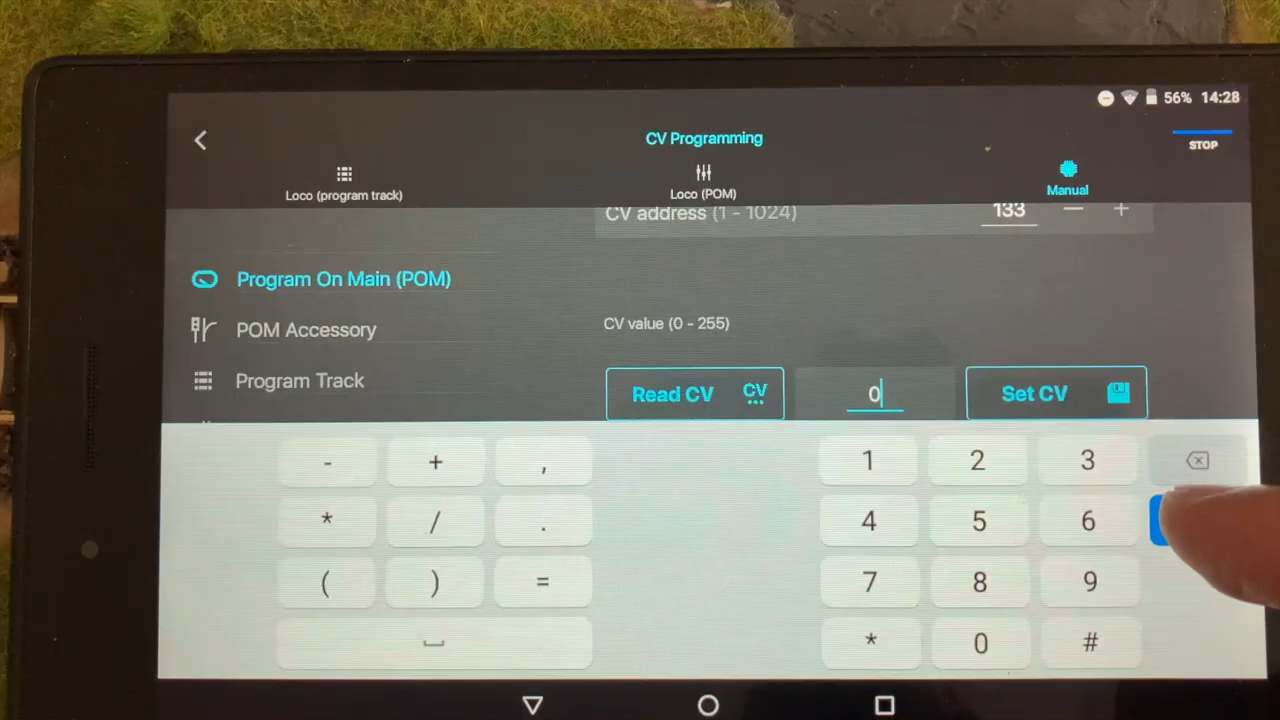 56% 14:28
CV Programming
STOP
Loco (program track)
Loco (POM)
Manual
CV address (1 - 1024)
133 — +
Program On Main (POM)
POM Accessory
CV value (0 - 255)
Program Track
Read CV
CV
0
Set CV
- + , 1 2 3
* / . 4 5 6
( ) = 7 8 9
* 0 #